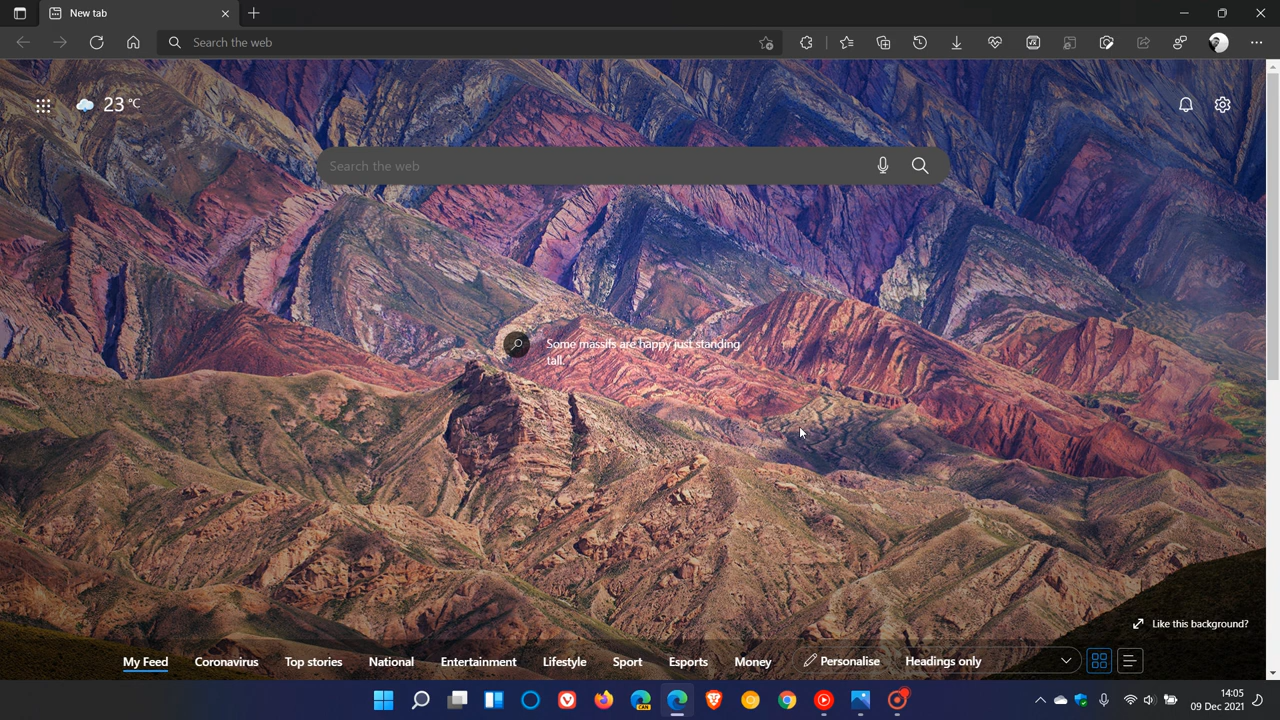 New tab
Search the web
23 °C
Search the web
Some massifs are happy just standing
tall.
Like this background?
My Feed
Coronavirus
Top stories
National
Entertainment
Lifestyle
Sport
Esports
Money
Personalise
Headings only
CAN
14:05
09 Dec 2021